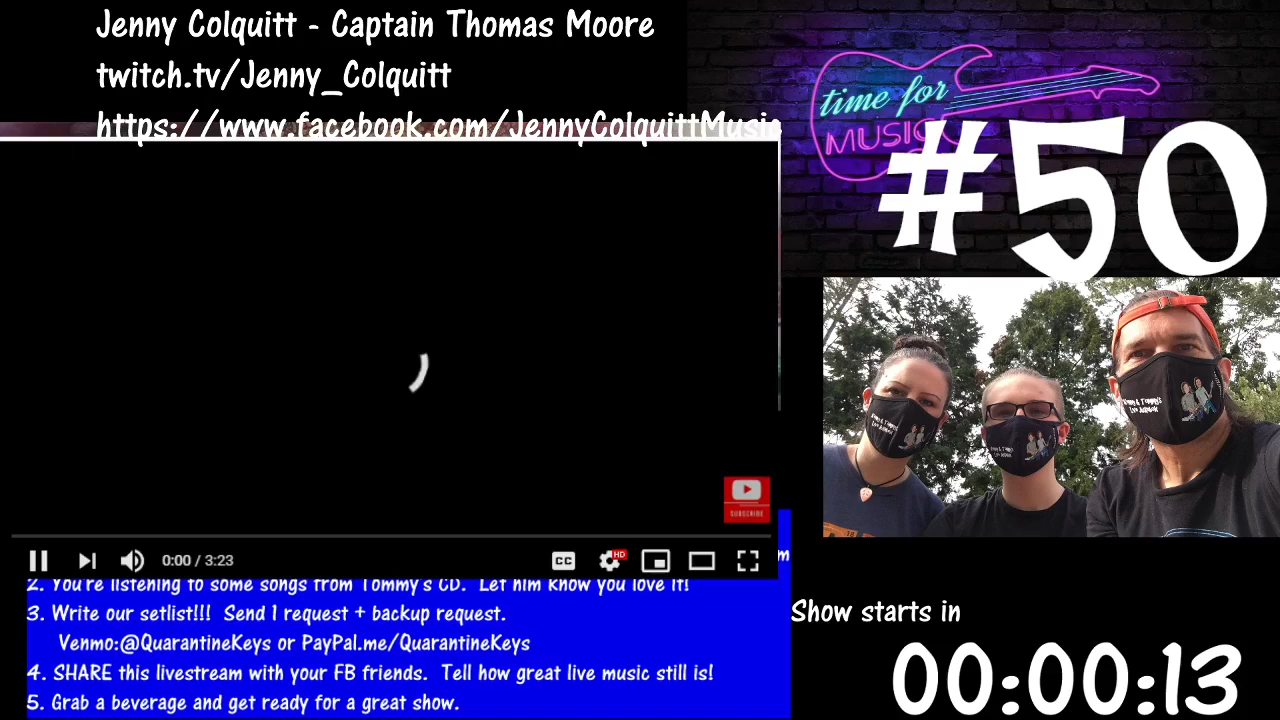 Jenny Colquitt - Captain Thomas Moore
twitch.tv/Jenny_Colquitt
https://www.facebook.com/JennyColquittMusic
time for
MUSIC
#50
SUBSCRIBE
0:00 / 3:23
CC
HD
m
2. You're listening to some songs from Tommy's CD. Let him know you love it!
3. Write our setlist!!! Send 1 request + backup request.
Venmo:@QuarantineKeys or PayPal.me/QuarantineKeys
4. SHARE this livestream with your FB friends. Tell how great live music still is!
5. Grab a beverage and get ready for a great show.
Show starts in
00:00:13